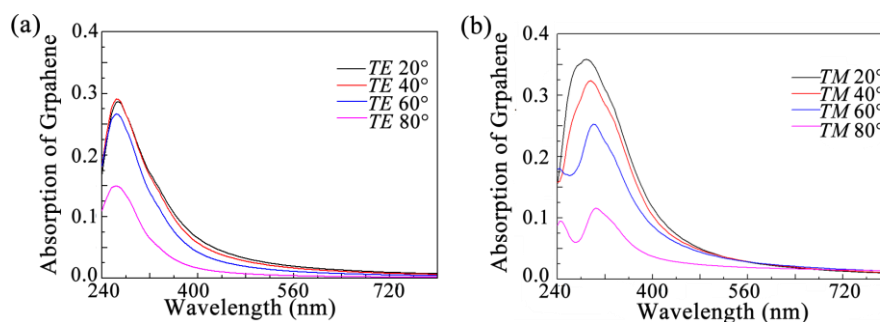 (a)
0.4
0.3
0.2
0.1
0.0
Absorption of Grpahene
TE 20°
TE 40°
TE 60°
TE 80°
240
400
560
720
Wavelength (nm)
(b)
0.4
0.3
0.2
0.1
0.0
Absorption of Grpahene
TM 20°
TM 40°
TM 60°
TM 80°
240
400
560
720
Wavelength (nm)